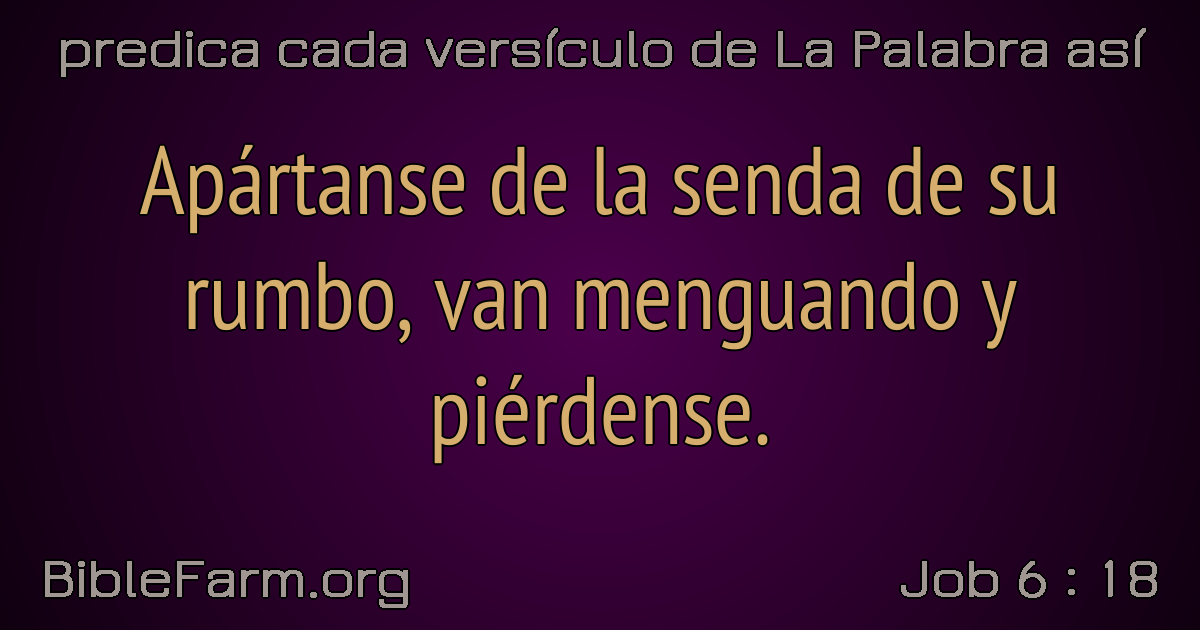 predica cada versículo de La Palabra así
Apártanse de la senda de su
rumbo, van menguando y
piérdense.
BibleFarm.org
Job 6 : 18